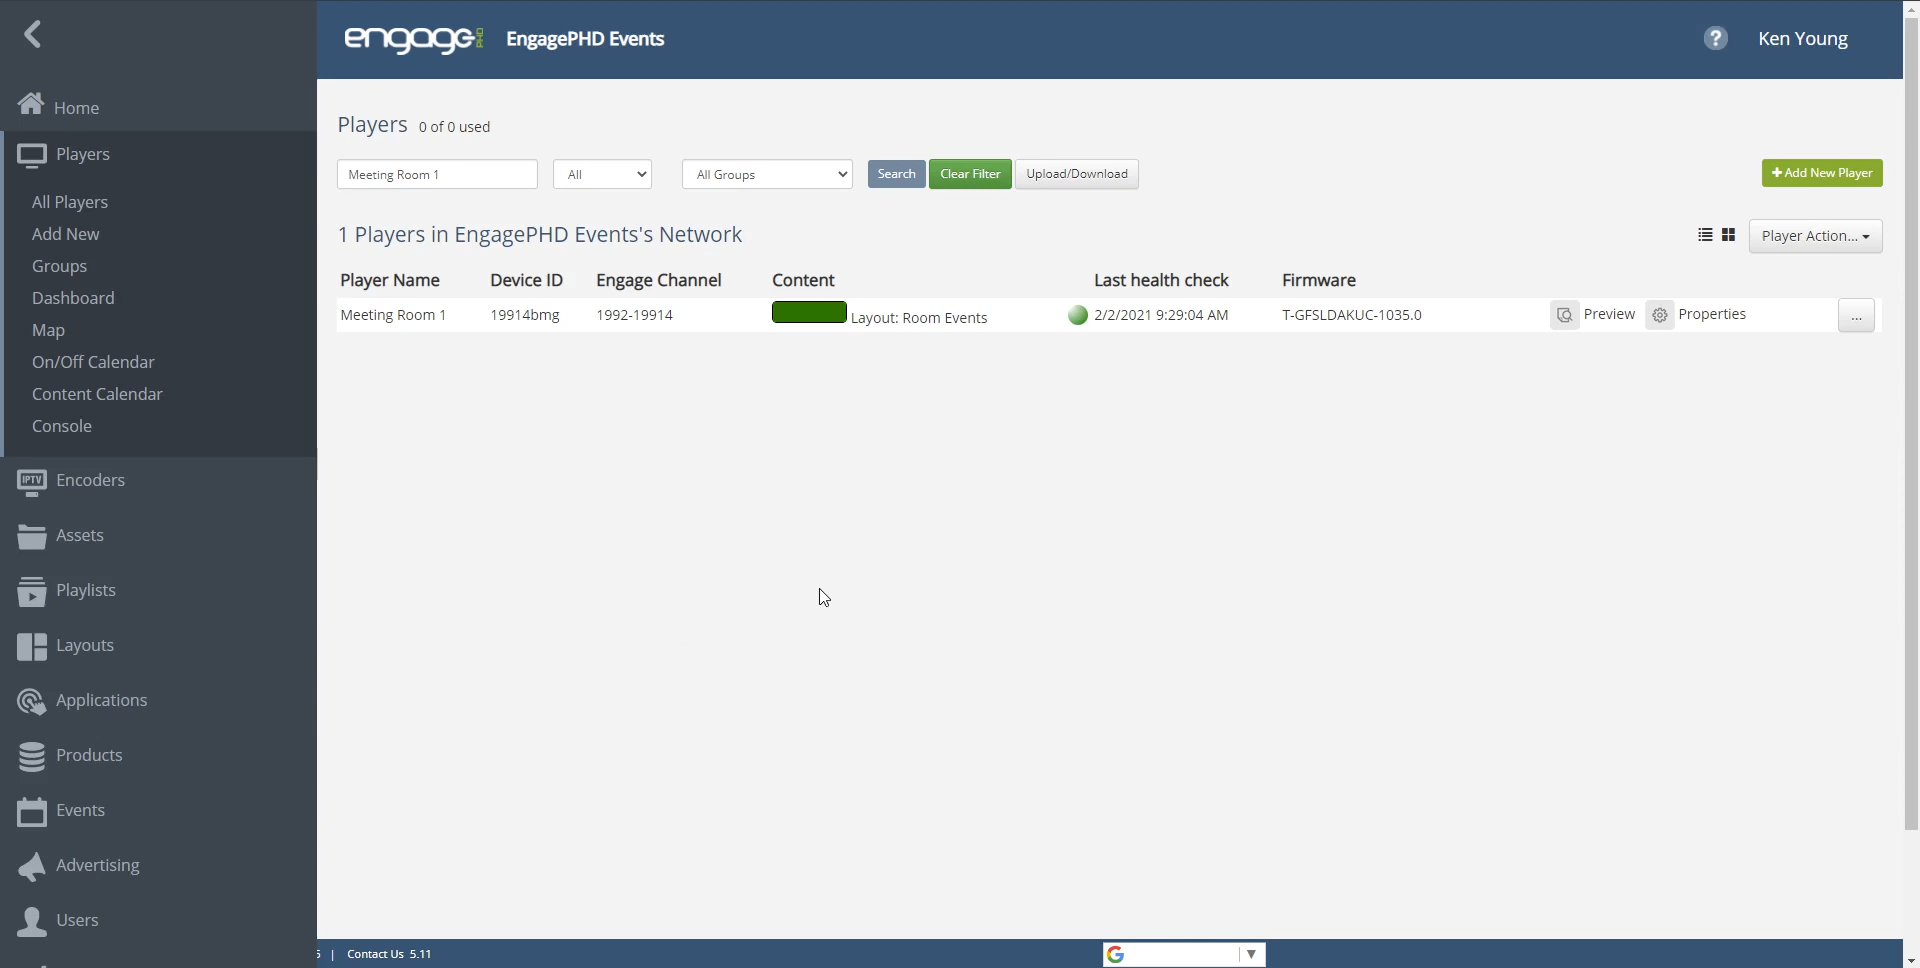 engage PHD EngagePHD Events
? Ken Young
Home
Players
All Players
Add New
Groups
Dashboard
Map
On/Off Calendar
Content Calendar
Console
IPTV Encoders
Assets
Playlists
Layouts
Applications
Products
Events
Advertising
Users
Players 0 of 0 used
Meeting Room 1 All All Groups Search Clear Filter Upload/Download + Add New Player
1 Players in EngagePHD Events's Network Player Action...
Player Name Device ID Engage Channel Content Last health check Firmware
Meeting Room 1 19914bmg 1992-19914 Layout: Room Events 2/2/2021 9:29:04 AM T-GFSLDAKUC-1035.0 Preview Properties ...
| Contact Us 5.11 G